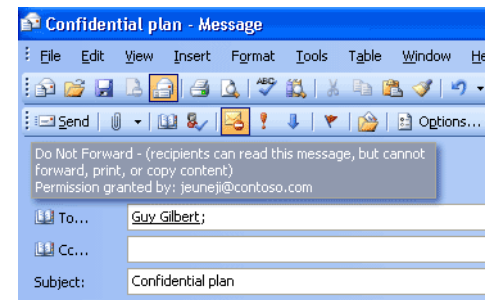 Confidential plan - Message
File Edit View Insert Format Tools Table Window He
Send Options...
Do Not Forward - (recipients can read this message, but cannot
forward, print, or copy content)
Permission granted by: jeuneji@contoso.com
To... Guy Gilbert;
Cc...
Subject: Confidential plan